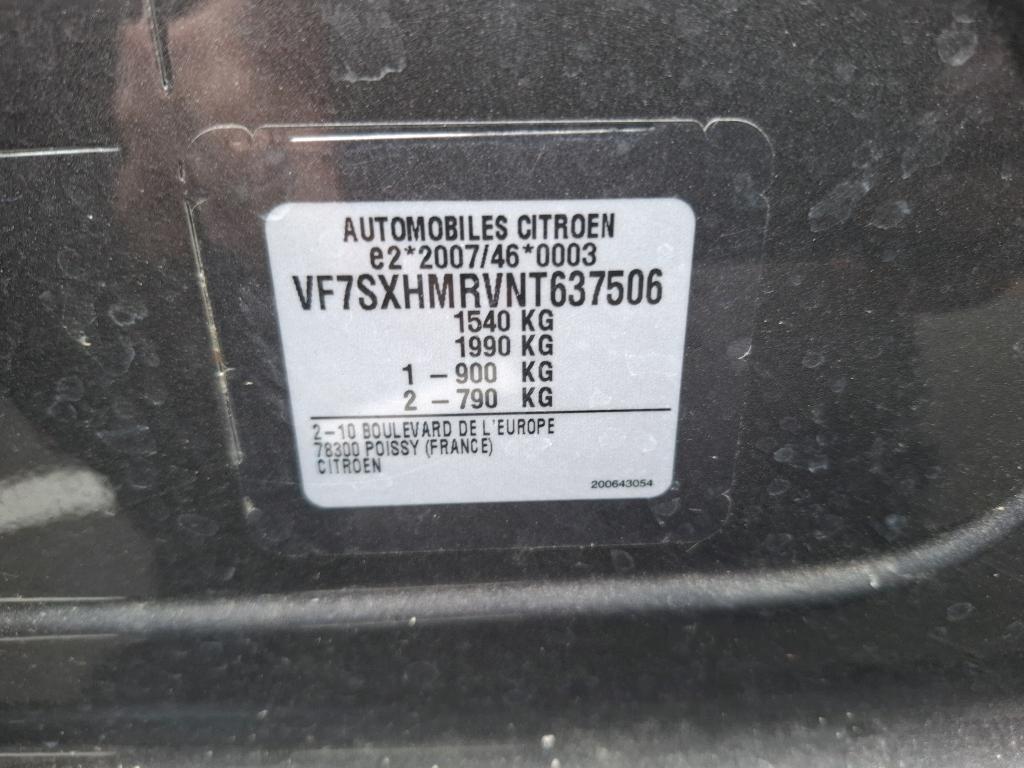 AUTOMOBILES CITROEN
e2*2007/46*0003
VF7SXHMRVNT637506
1540 KG
1990 KG
1 – 900 KG
2 – 790 KG
2–10 BOULEVARD DE L'EUROPE
78300 POISSY (FRANCE)
CITROEN
200643054